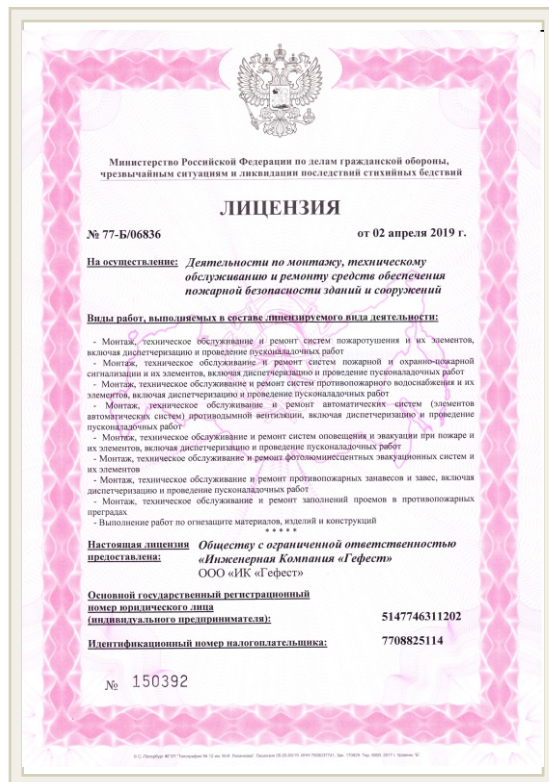 Министерство Российской Федерации по делам гражданской обороны,
чрезвычайным ситуациям и ликвидации последствий стихийных бедствий
ЛИЦЕНЗИЯ
№ 77-Б/06836
от 02 апреля 2019 г.
На осуществление: Деятельности по монтажу, техническому
обслуживанию и ремонту средств обеспечения
пожарной безопасности зданий и сооружений
Виды работ, выполняемых в составе лицензируемого вида деятельности:
- Монтаж, техническое обслуживание и ремонт систем пожаротушения и их элементов,
включая диспетчеризацию и проведение пусконаладочных работ
- Монтаж, техническое обслуживание и ремонт систем пожарной и охранно-пожарной
сигнализации и их элементов, включая диспетчеризацию и проведение пусконаладочных работ
- Монтаж, техническое обслуживание и ремонт систем противопожарного водоснабжения и их
элементов, включая диспетчеризацию и проведение пусконаладочных работ
- Монтаж, техническое обслуживание и ремонт автоматических систем (элементов
автоматических систем) противодымной вентиляции, включая диспетчеризацию и проведение
пусконаладочных работ
- Монтаж, техническое обслуживание и ремонт систем оповещения и эвакуации при пожаре и
их элементов, включая диспетчеризацию и проведение пусконаладочных работ
- Монтаж, техническое обслуживание и ремонт фотолюминесцентных эвакуационных систем и
их элементов
- Монтаж, техническое обслуживание и ремонт противопожарных занавесов и завес, включая
диспетчеризацию и проведение пусконаладочных работ
- Монтаж, техническое обслуживание и ремонт заполнений проемов в противопожарных
преградах
- Выполнение работ по огнезащите материалов, изделий и конструкций
* * * * *
Настоящая лицензия Обществу с ограниченной ответственностью
предоставлена: «Инженерная Компания «Гефест»
ООО «ИК «Гефест»
Основной государственный регистрационный
номер юридического лица
(индивидуального предпринимателя): 5147746311202
Идентификационный номер налогоплательщика: 7708825114
№ 150392